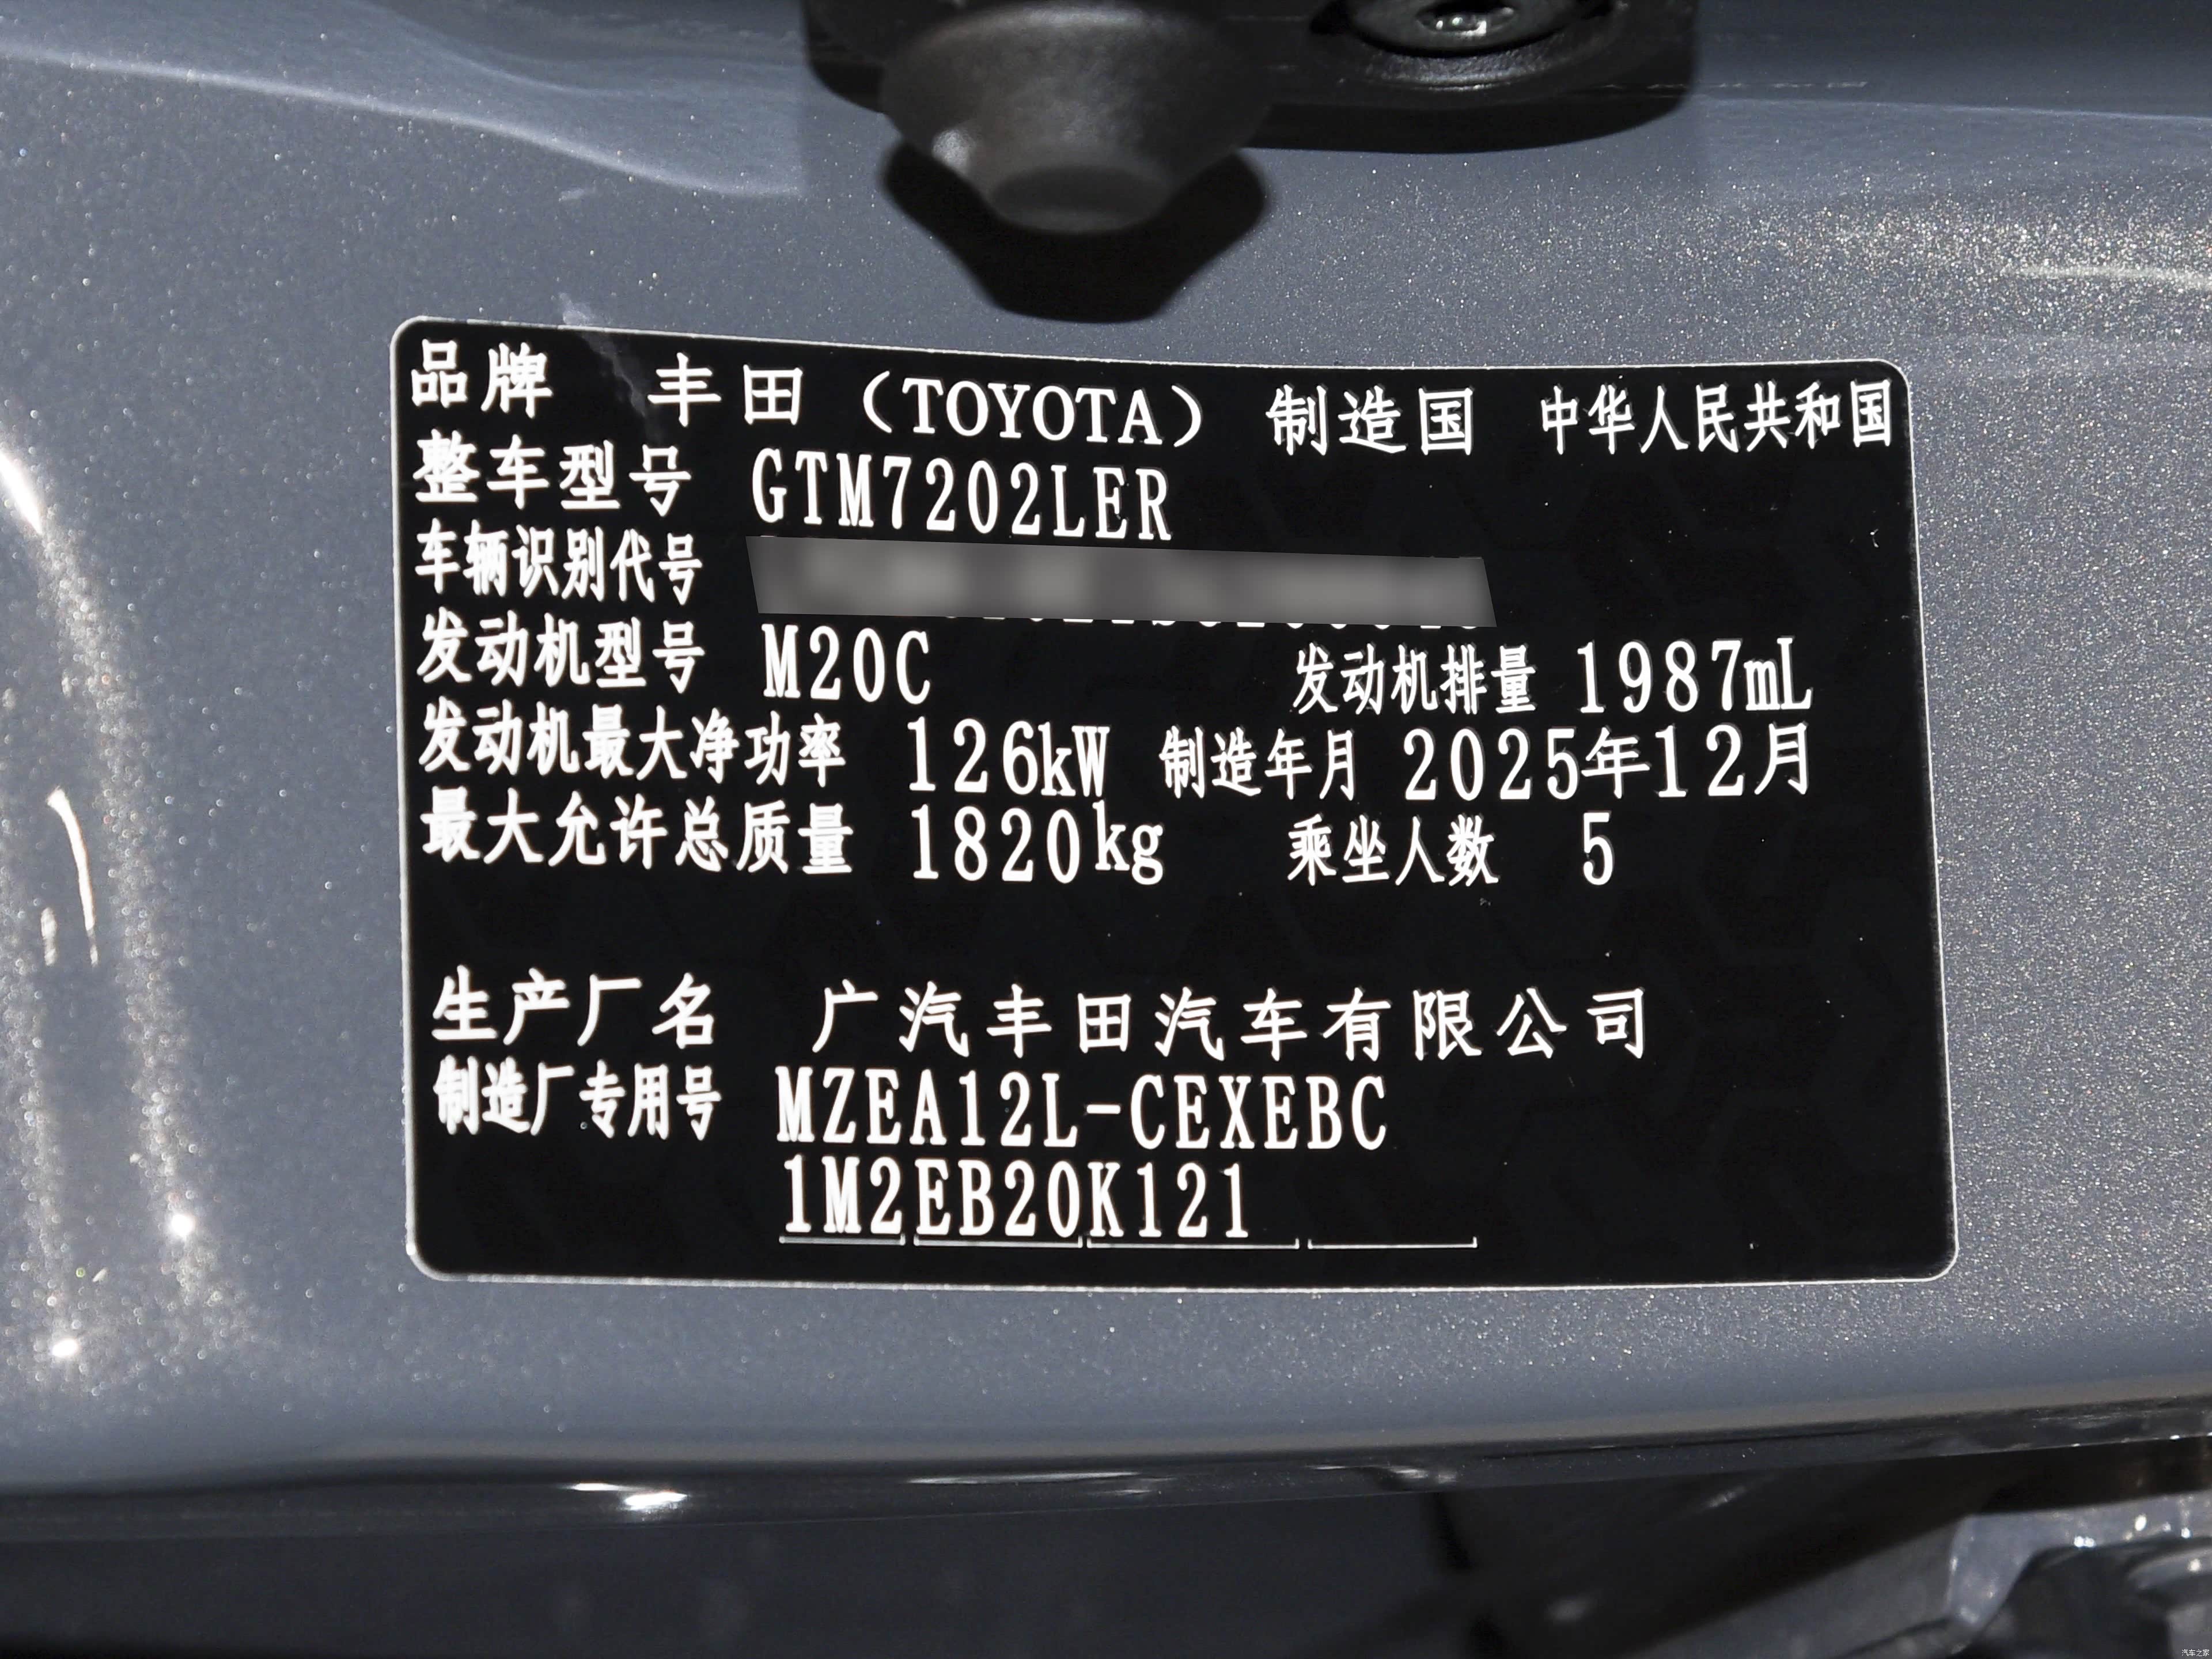 品牌 丰田（TOYOTA） 制造国 中华人民共和国
整车型号 GTM7202LER
车辆识别代号
发动机型号 M20C 发动机排量 1987mL
发动机最大净功率 126kW 制造年月 2025年12月
最大允许总质量 1820kg 乘坐人数 5
生产厂名 广汽丰田汽车有限公司
制造厂专用号 MZEA12L-CEXEBC
1M2EB20K121
汽车之家